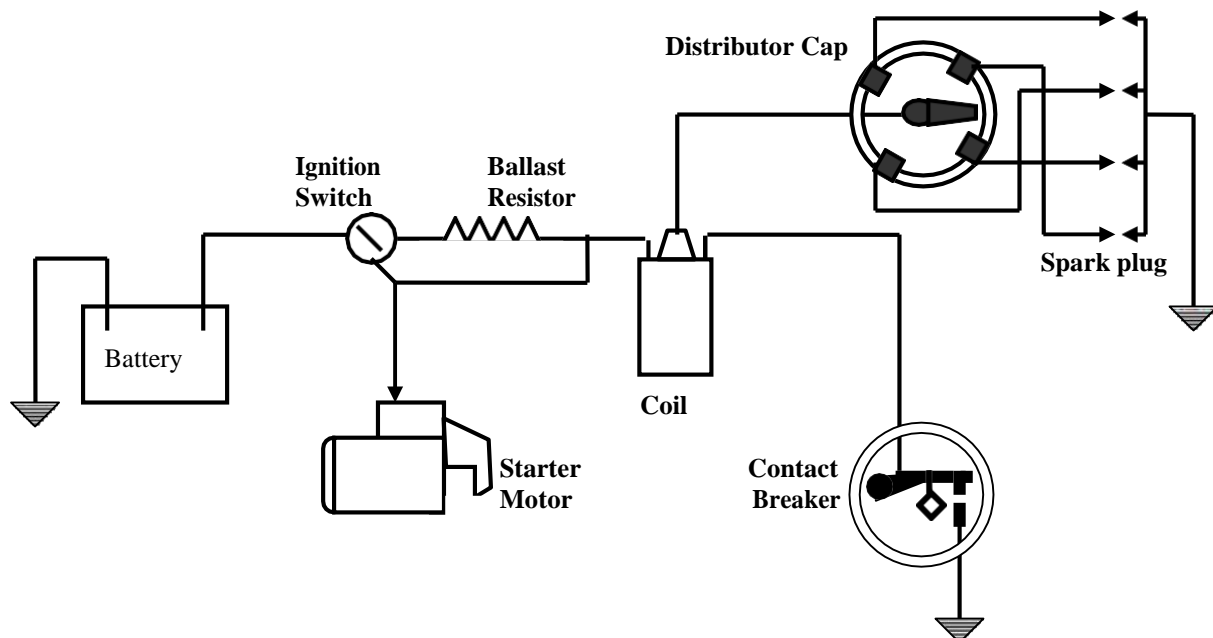 Distributor Cap
Ignition
Switch
Ballast
Resistor
Spark plug
Battery
Coil
Starter
Motor
Contact
Breaker